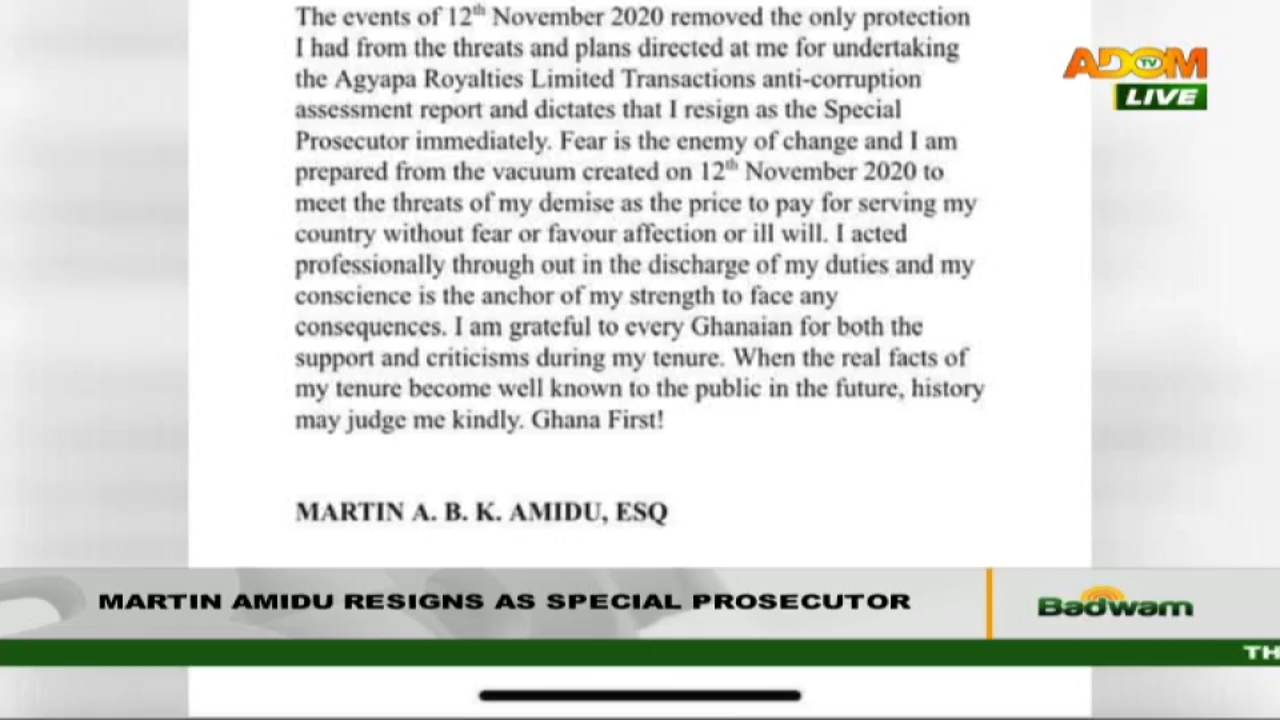 The events of 12th November 2020 removed the only protection
I had from the threats and plans directed at me for undertaking
the Agyapa Royalties Limited Transactions anti-corruption
assessment report and dictates that I resign as the Special
Prosecutor immediately. Fear is the enemy of change and I am
prepared from the vacuum created on 12th November 2020 to
meet the threats of my demise as the price to pay for serving my
country without fear or favour affection or ill will. I acted
professionally through out in the discharge of my duties and my
conscience is the anchor of my strength to face any
consequences. I am grateful to every Ghanaian for both the
support and criticisms during my tenure. When the real facts of
my tenure become well known to the public in the future, history
may judge me kindly. Ghana First!
MARTIN A. B. K. AMIDU, ESQ
ADOM TV
LIVE
MARTIN AMIDU RESIGNS AS SPECIAL PROSECUTOR
Badwam
TH